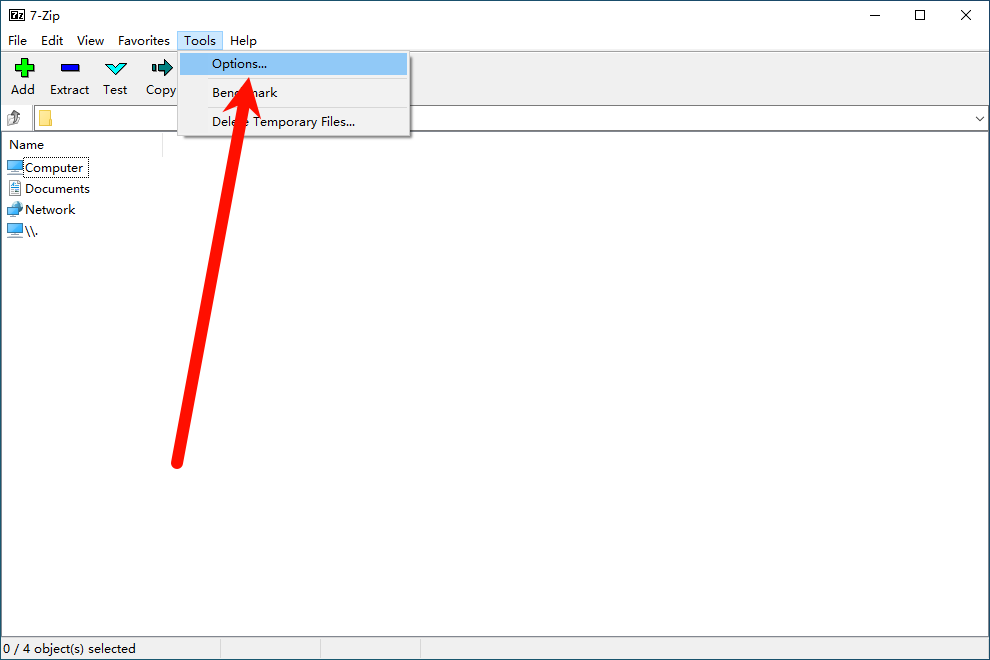 7z 7-Zip
File Edit View Favorites Tools Help
Options...
Add Extract Test Copy
Benchmark
Delete Temporary Files...
Name
Computer
Documents
Network
\\.
0 / 4 object(s) selected